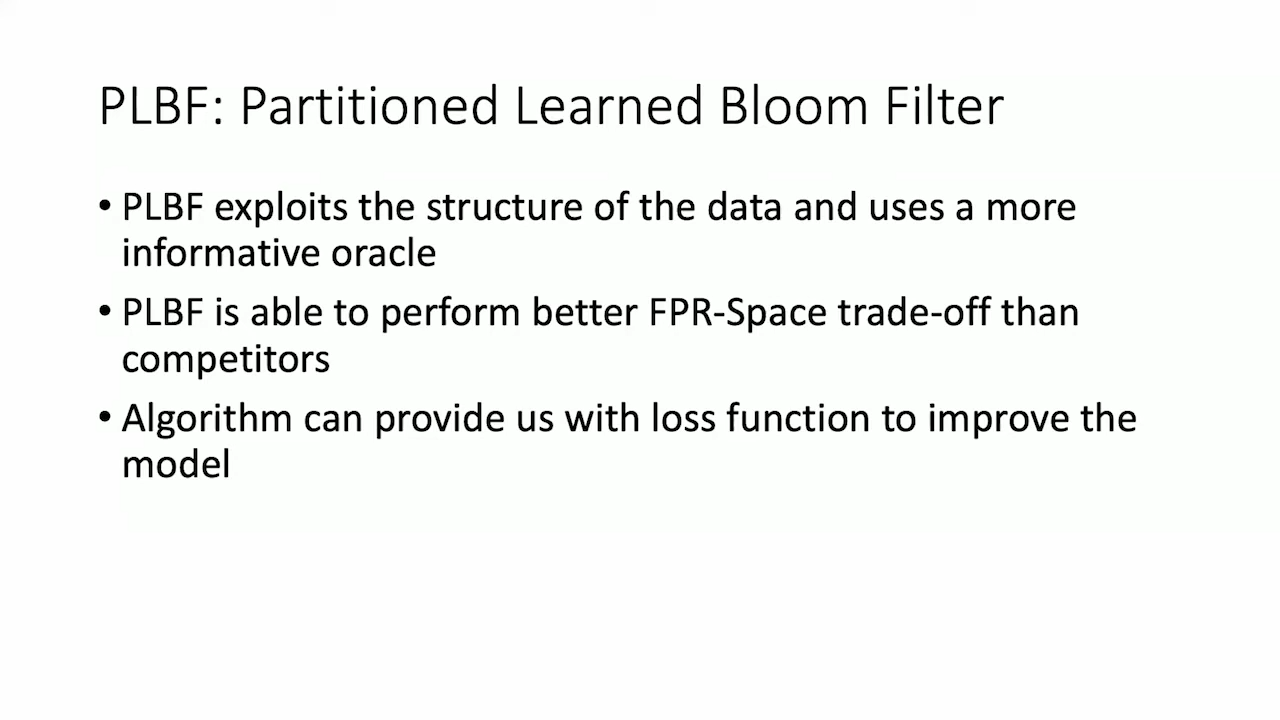 PLBF: Partitioned Learned Bloom Filter
• PLBF exploits the structure of the data and uses a more
informative oracle
• PLBF is able to perform better FPR-Space trade-off than
competitors
• Algorithm can provide us with loss function to improve the
model